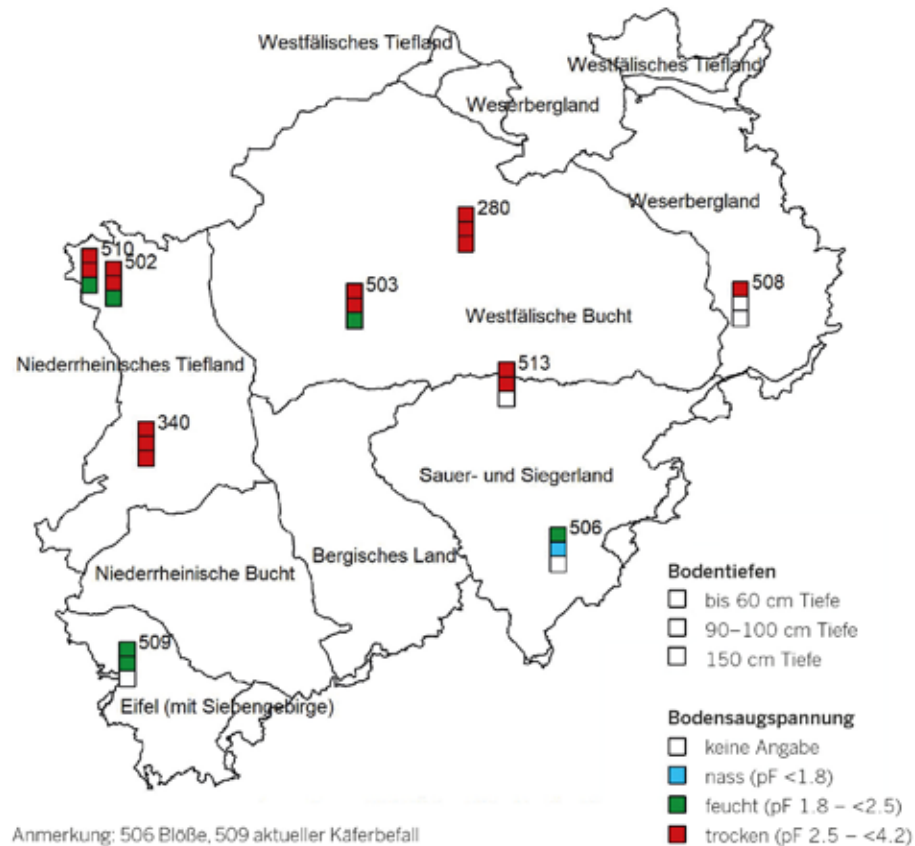 Westfälisches Tiefland
Westfälisches Tiefland
Weserbergland
Weserbergland
280
510
502
503
508
Westfälische Bucht
Niederrheinisches Tiefland
513
340
Sauer- und Siegerland
506
Bergisches Land
Niederrheinische Bucht
509
Eifel (mit Siebengebirge)
Bodentiefen
bis 60 cm Tiefe
90–100 cm Tiefe
150 cm Tiefe
Bodensaugspannung
keine Angabe
nass (pF <1.8)
feucht (pF 1.8 – <2.5)
trocken (pF 2.5 – <4.2)
Anmerkung: 506 Blöße, 509 aktueller Käferbefall